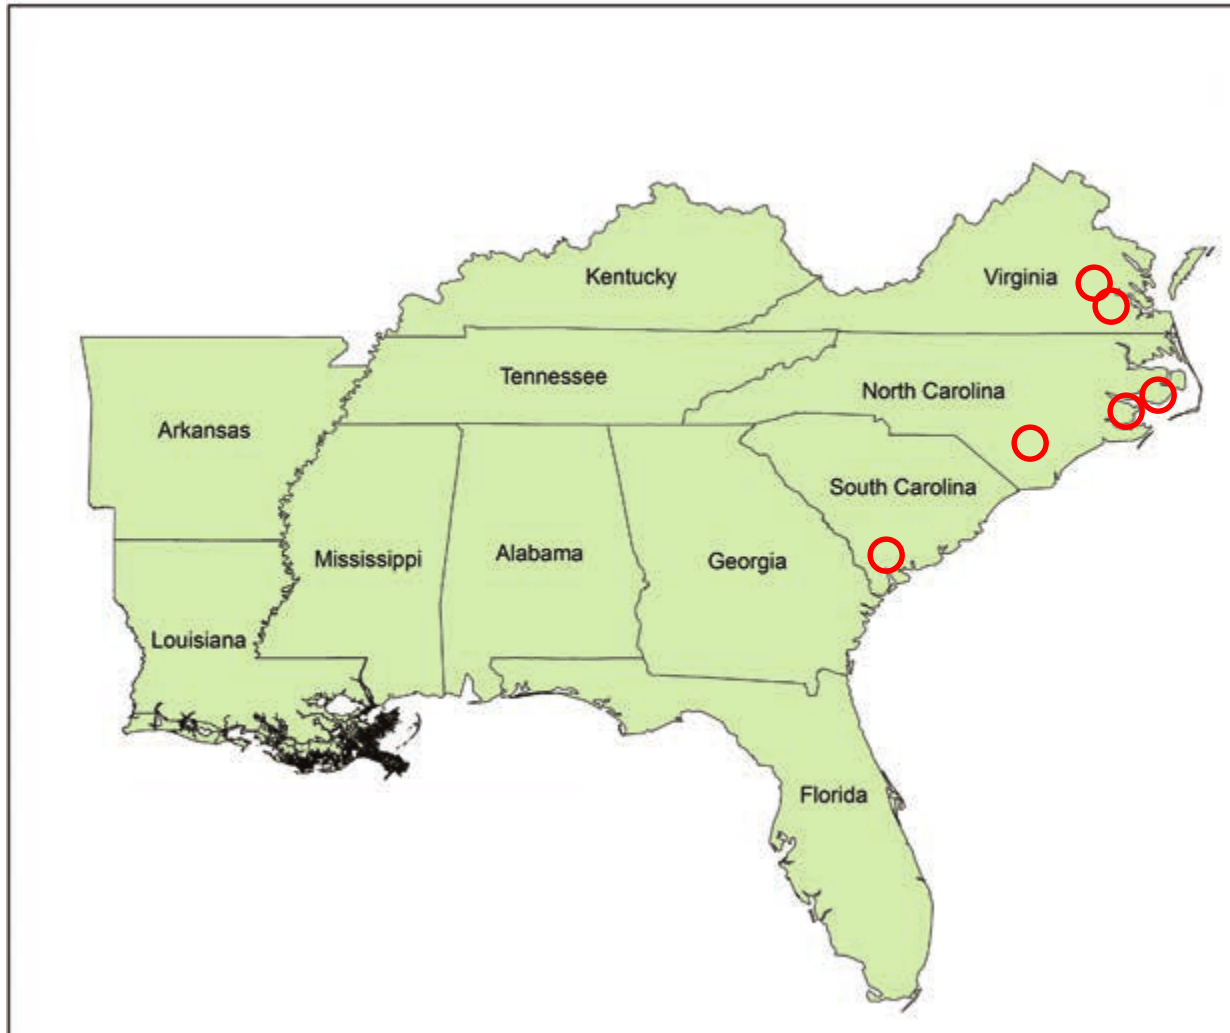 Kentucky
Virginia
Tennessee
North Carolina
Arkansas
South Carolina
Mississippi
Alabama
Georgia
Louisiana
Florida